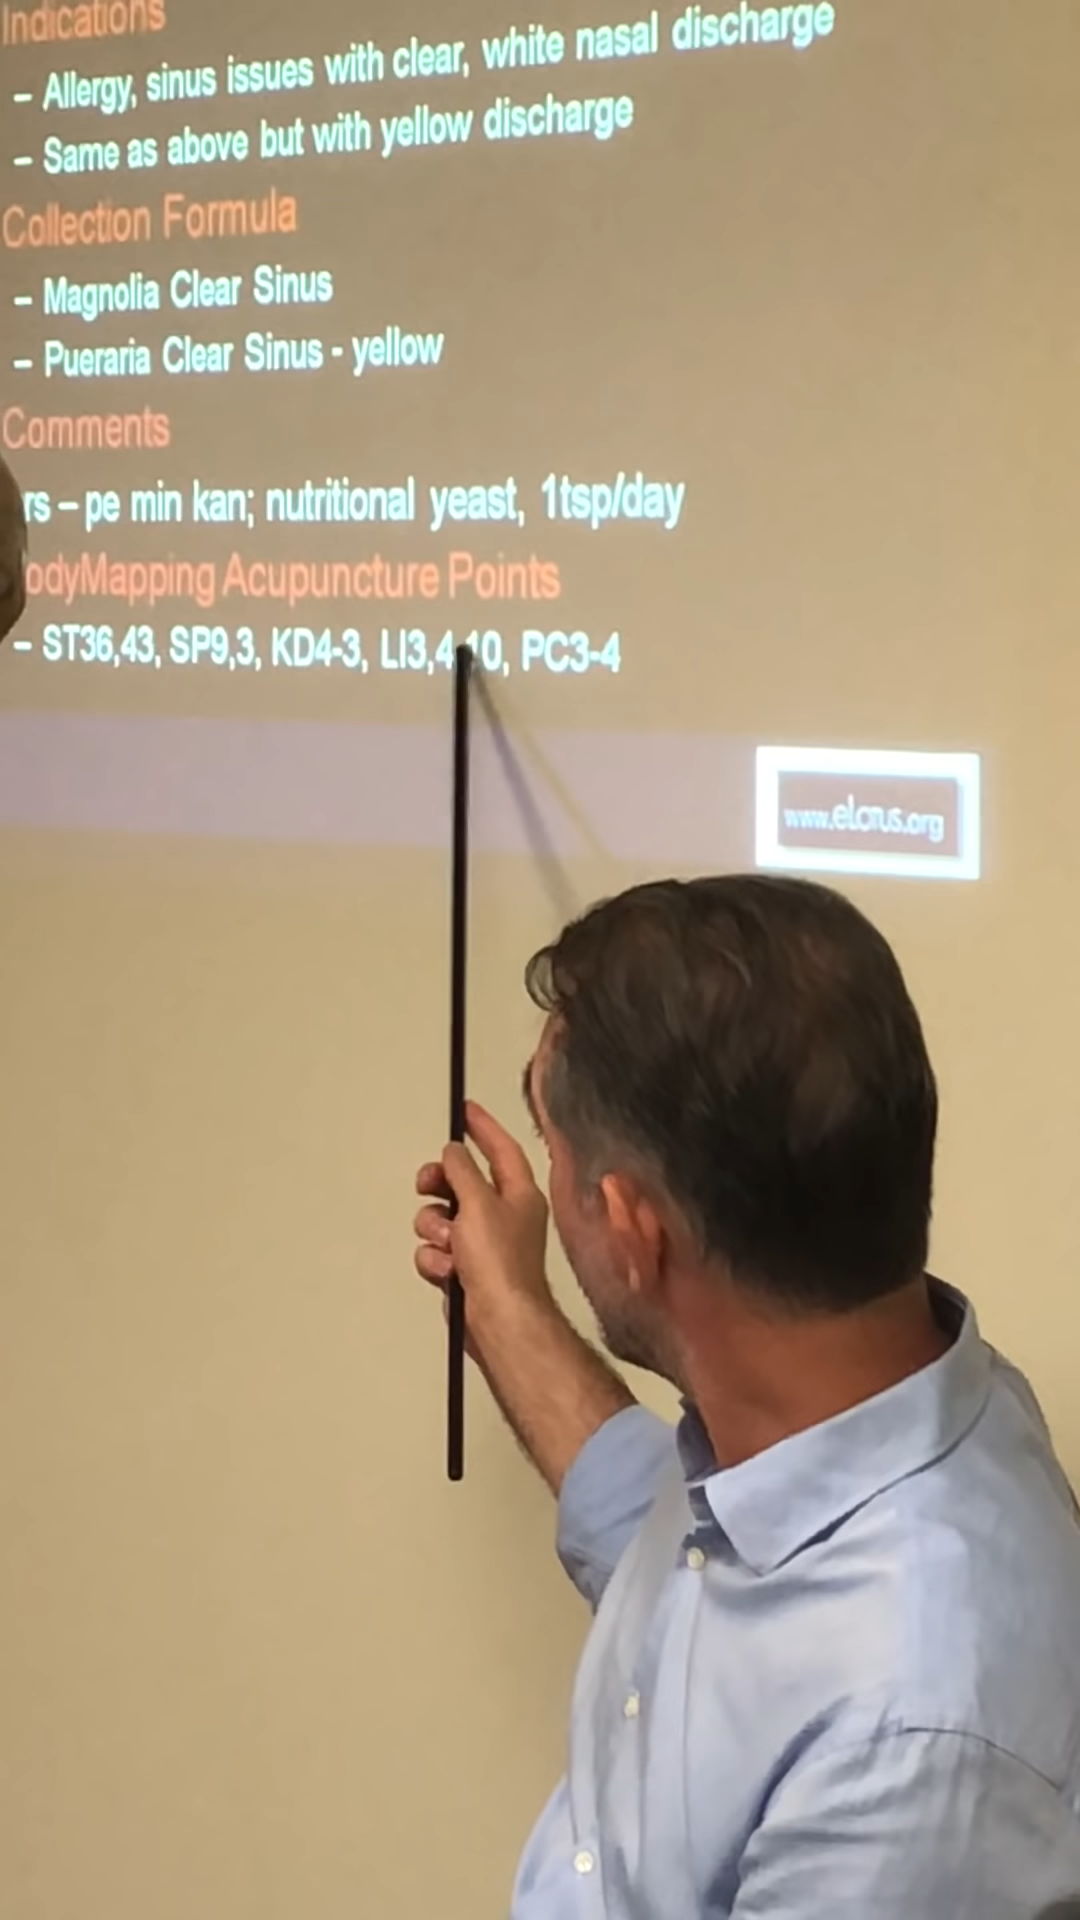 Indications
– Allergy, sinus issues with clear, white nasal discharge
– Same as above but with yellow discharge
Collection Formula
– Magnolia Clear Sinus
– Pueraria Clear Sinus - yellow
Comments
rs – pe min kan; nutritional yeast, 1tsp/day
odyMapping Acupuncture Points
– ST36,43, SP9,3, KD4-3, LI3,4,10, PC3-4
www.eLotus.org